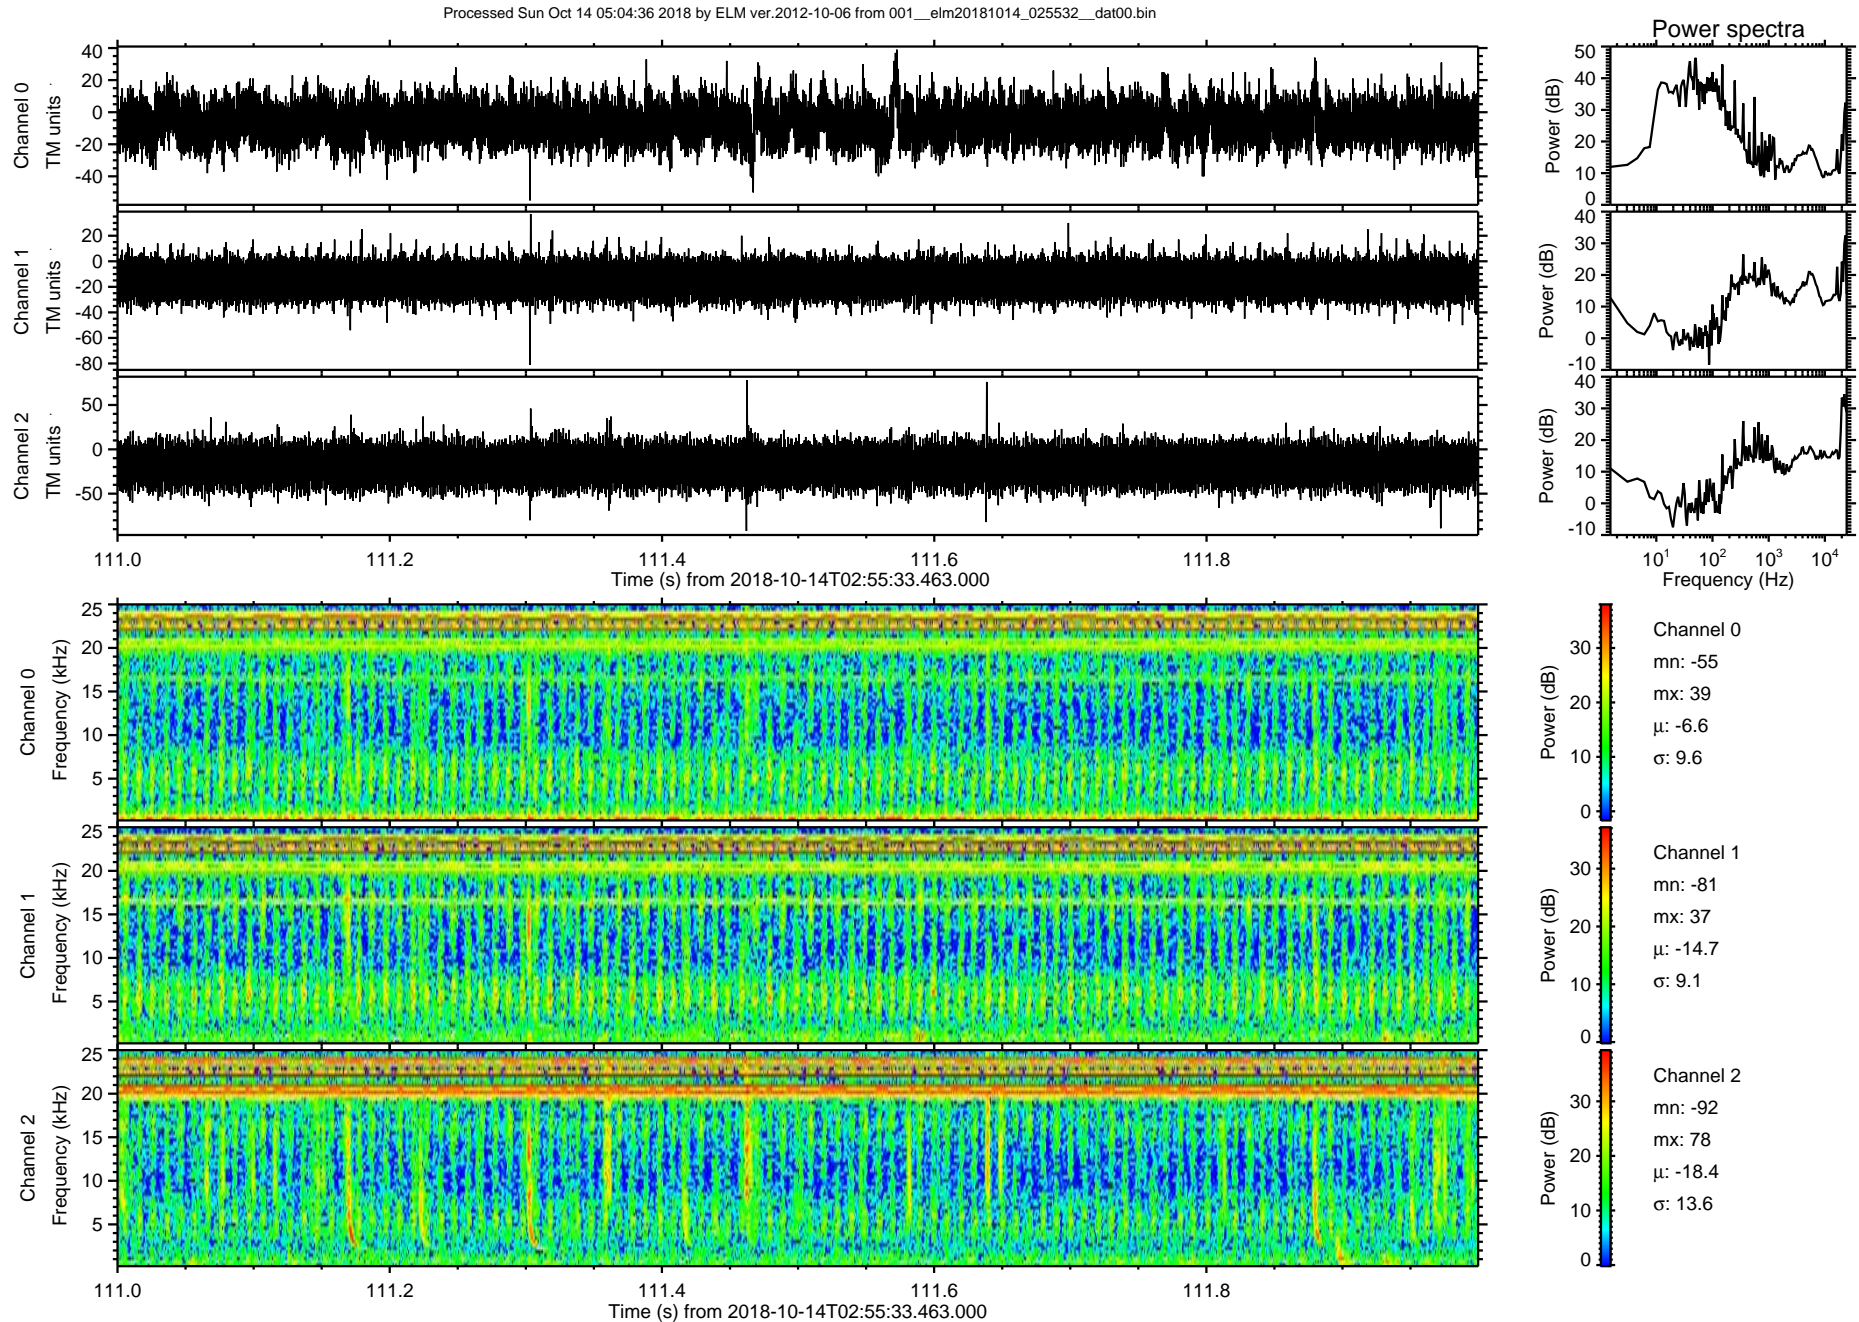 Processed Sun Oct 14 05:04:36 2018 by ELM ver.2012-10-06 from 001__elm20181014_025532__dat00.bin
Power spectra
Channel 0
TM units
40
20
0
-20
-40
Power (dB)
50
40
30
20
10
0
Channel 1
TM units
20
0
-20
-40
-60
-80
Power (dB)
40
30
20
10
0
-10
Channel 2
TM units
50
0
-50
Power (dB)
40
30
20
10
0
-10
111.0 111.2 111.4 111.6 111.8
Time (s) from 2018-10-14T02:55:33.463.000
10¹ 10² 10³ 10⁴
Frequency (Hz)
Channel 0
Frequency (kHz)
25
20
15
10
5
Power (dB)
30
20
10
0
Channel 0
mn: -55
mx: 39
µ: -6.6
σ: 9.6
Channel 1
Frequency (kHz)
25
20
15
10
5
Power (dB)
30
20
10
0
Channel 1
mn: -81
mx: 37
µ: -14.7
σ: 9.1
Channel 2
Frequency (kHz)
25
20
15
10
5
Power (dB)
30
20
10
0
Channel 2
mn: -92
mx: 78
µ: -18.4
σ: 13.6
111.0 111.2 111.4 111.6 111.8
Time (s) from 2018-10-14T02:55:33.463.000